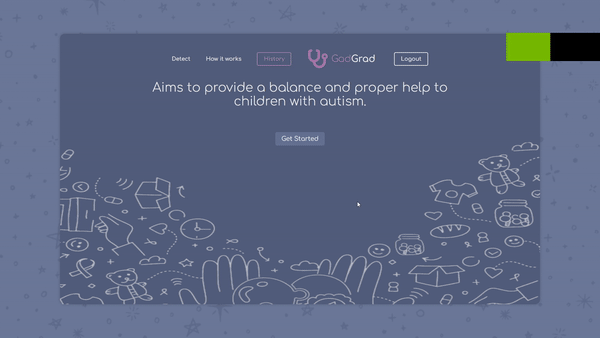 Detect
How it works
History
GodGrad
Logout
Aims to provide a balance and proper help to
children with autism.
Get Started